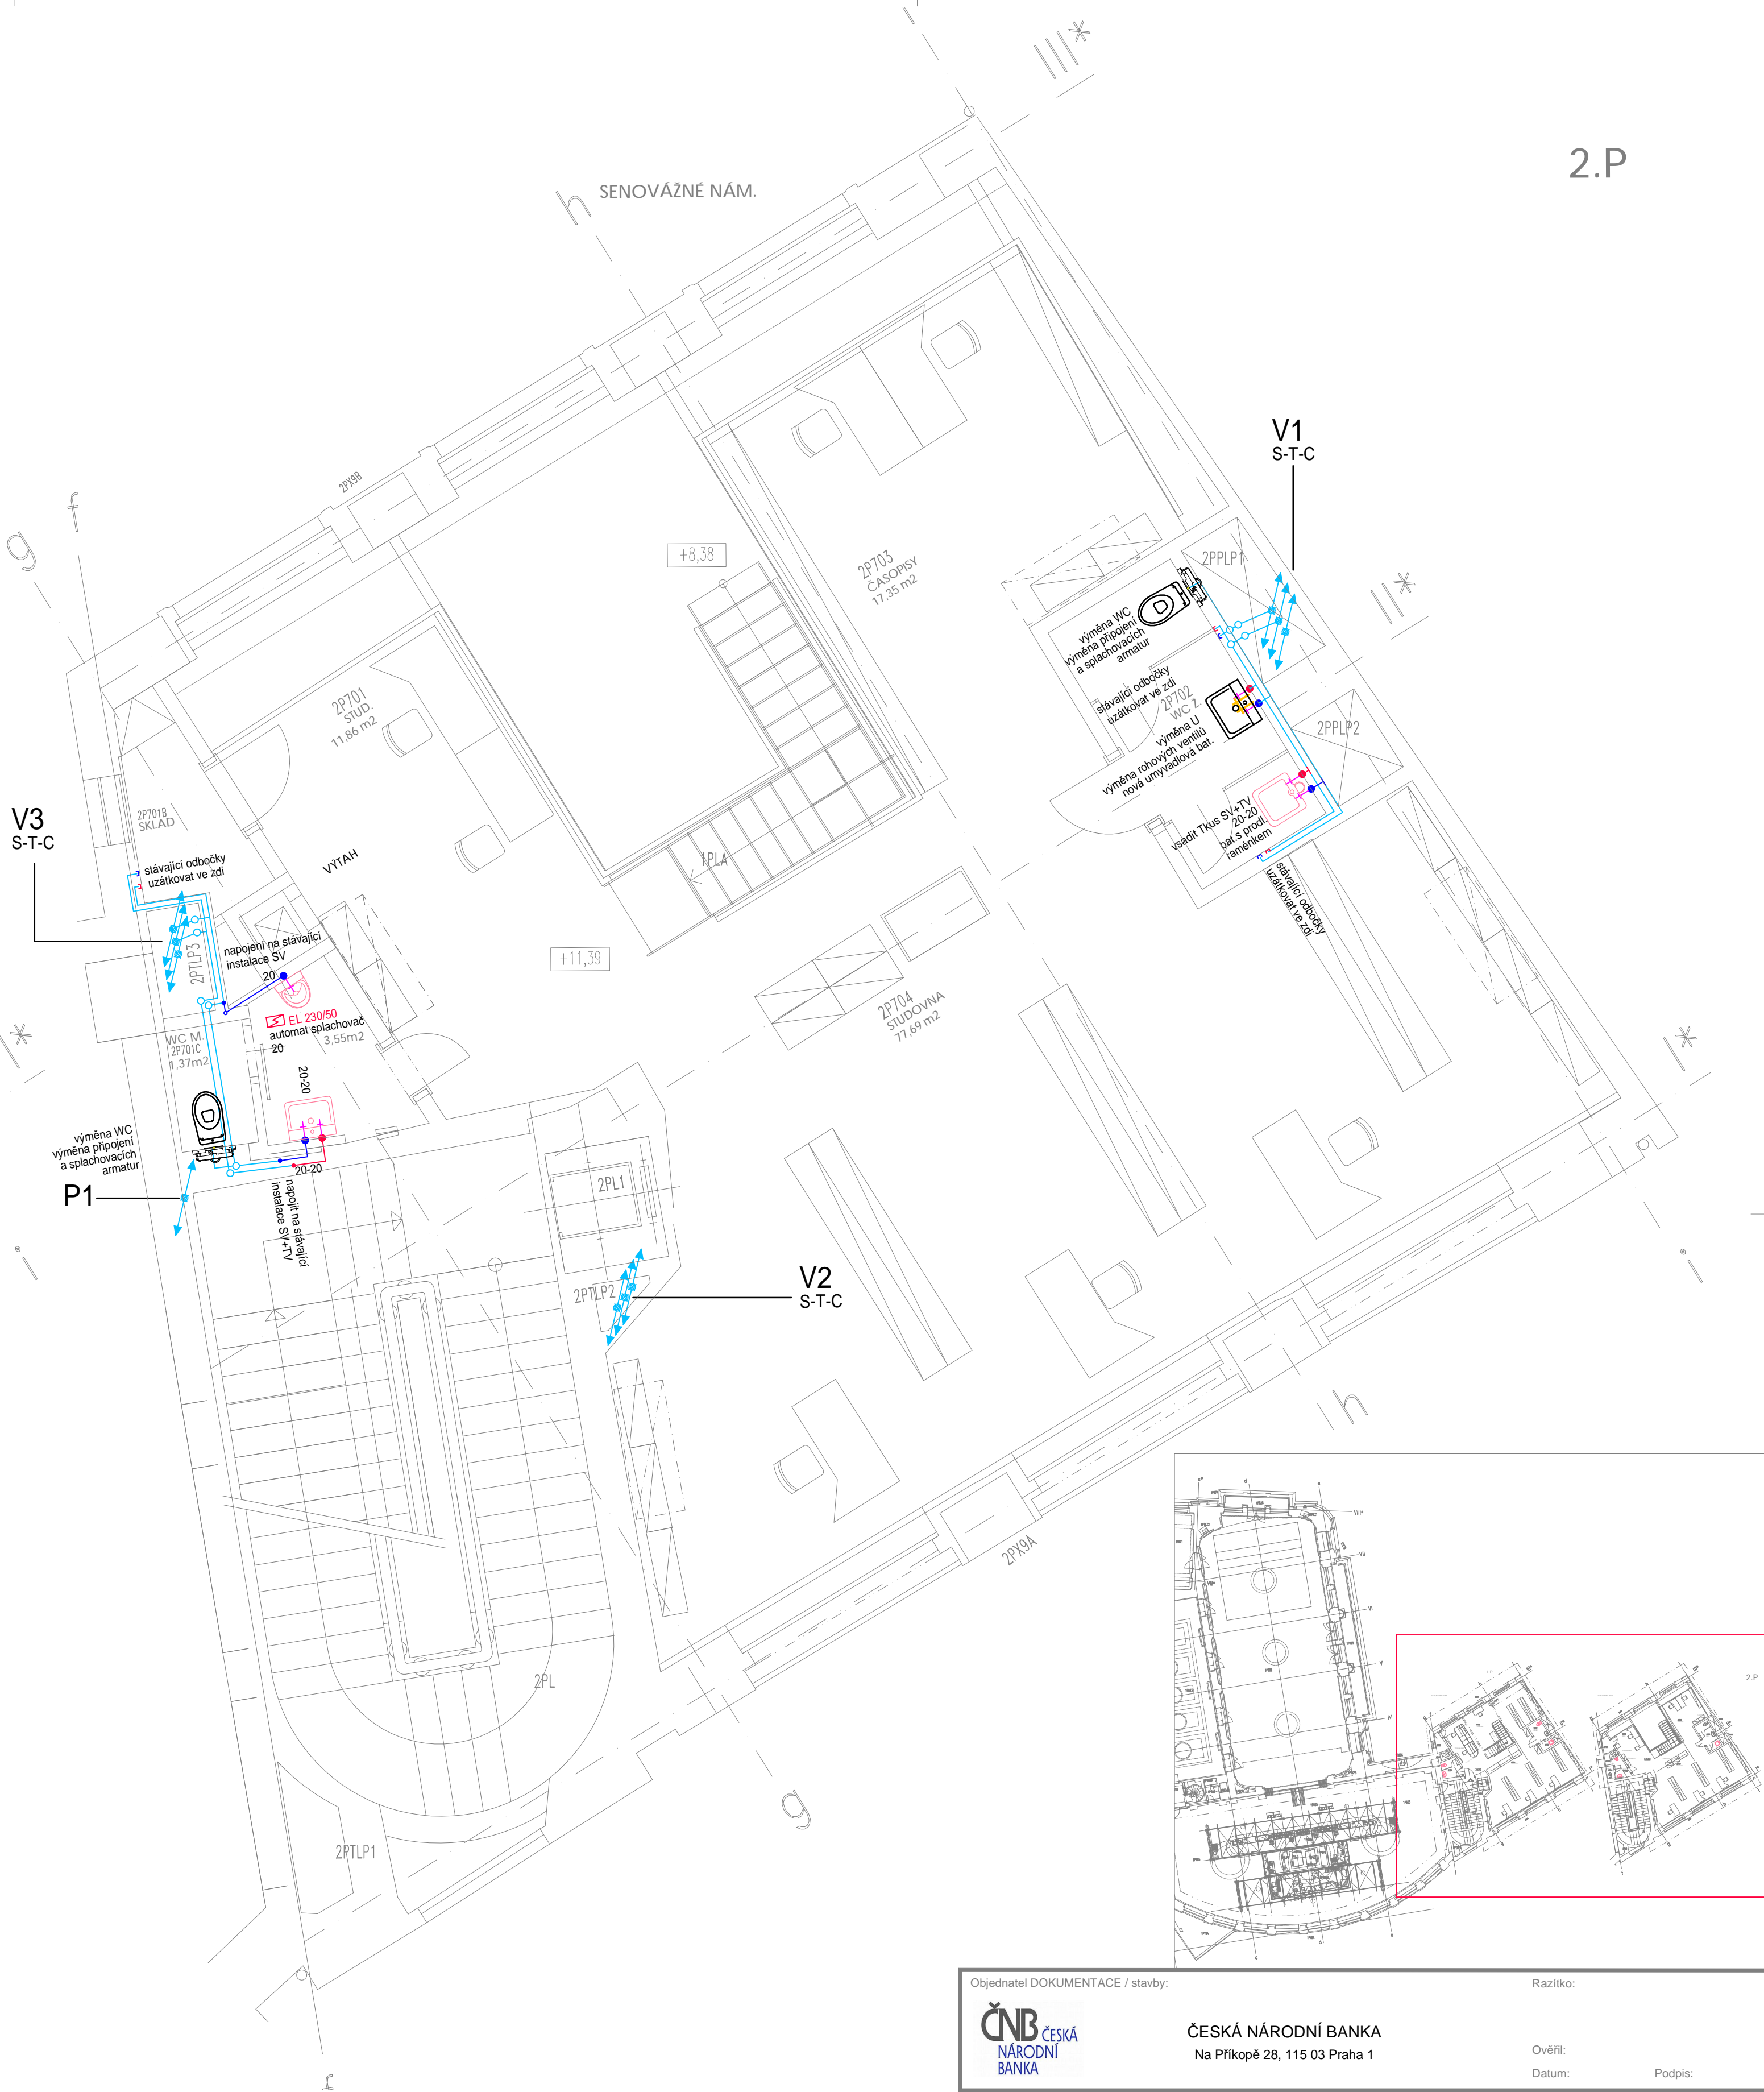 2.P
SENOVÁŽNÉ NÁM.
h
III*
g
f
2PX9B
+8,38
2P703
ČASOPISY
17,35 m2
V1
S-T-C
2PPLP1
II*
výměna WC
výměna připojení
a splachovacích
armatur
stávající odbočky
uzátkovat ve zdi
2P702
WC Ž.
výměna U
výměna rohových ventilů
nová umyvadlová bat.
2PPLP2
vsadit Tkus SV+TV
20-20
bat.s prodl.
raménkem
stávající odbočky
uzátkovat ve zdi
2P701
STUD.
11,86 m2
V3
S-T-C
2P701B
SKLAD
VÝTAH
1PLA
stávající odbočky
uzátkovat ve zdi
2PTLP3
napojení na stávající
instalace SV
20
+11,39
EL 230/50
automat splachovač
3,55m2
20
2P704
STUDOVNA
77,69 m2
I*
I*
WC M.
2P701C
1,37m2
20-20
výměna WC
výměna připojení
a splachovacích
armatur
P1
20-20
napojit na stávající
instalace SV+TV
2PL1
2PTLP2
V2
S-T-C
i
i
h
2PX9A
2PL
g
2PTLP1
f
2.P
Objednatel DOKUMENTACE / stavby:
Razítko:
ČNB ČESKÁ
NÁRODNÍ
BANKA
ČESKÁ NÁRODNÍ BANKA
Na Příkopě 28, 115 03 Praha 1
Ověřil:
Datum:
Podpis: